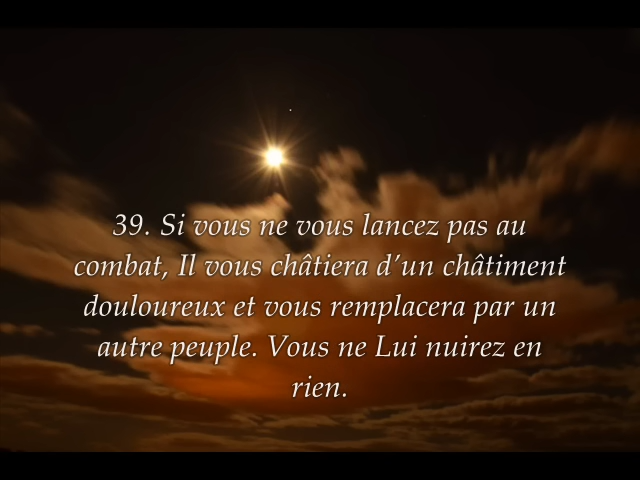 39. Si vous ne vous lancez pas au
combat, Il vous châtiera d’un châtiment
douloureux et vous remplacera par un
autre peuple. Vous ne Lui nuirez en
rien.